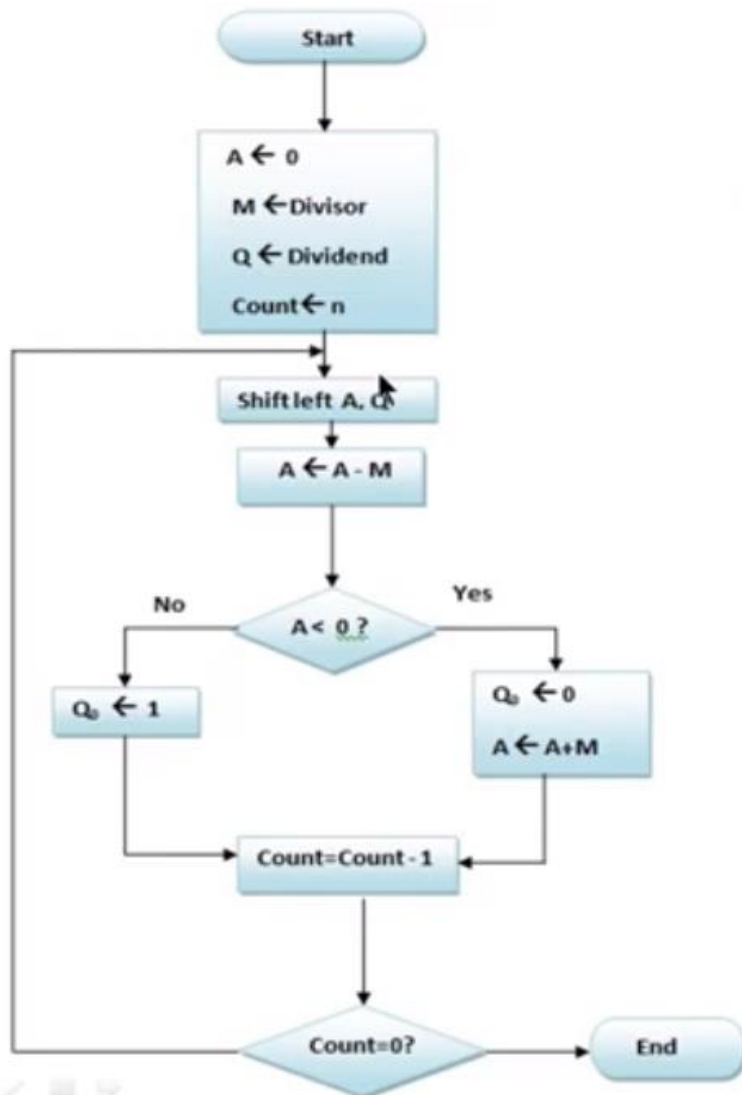 Start
A ← 0
M ← Divisor
Q ← Dividend
Count ← n
Shift left A, Q
A ← A - M
No
Yes
A < 0 ?
Q₀ ← 1
Q₀ ← 0
A ← A+M
Count=Count - 1
Count=0?
End